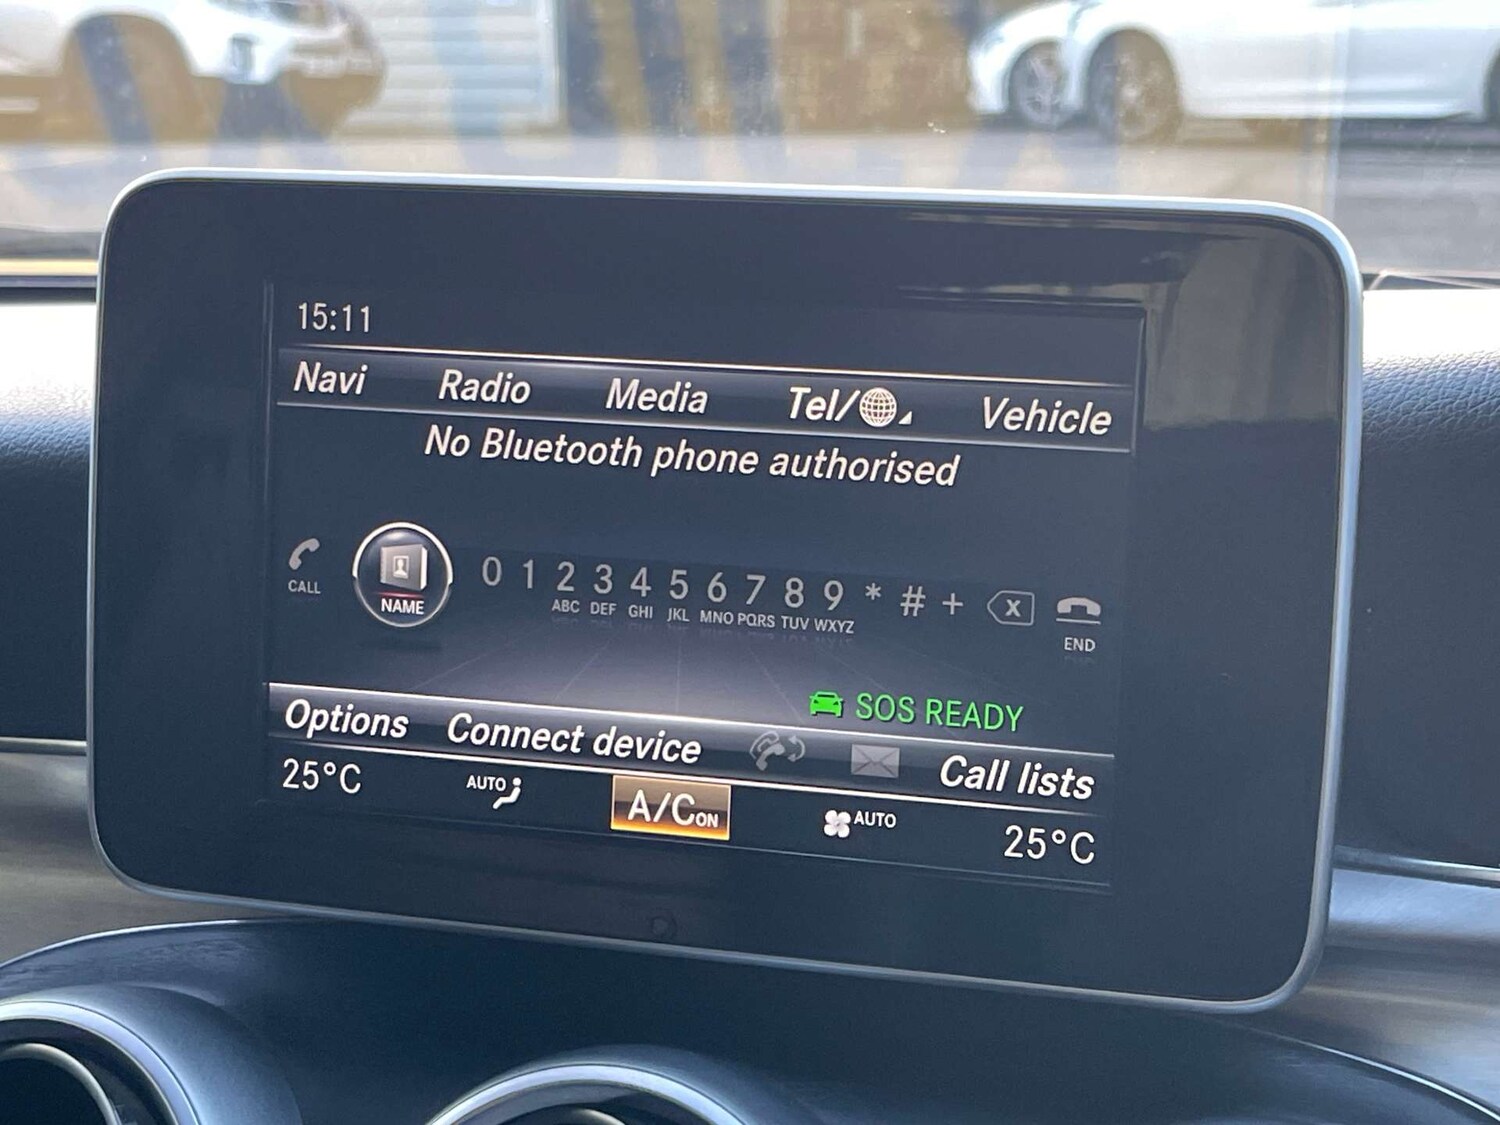 15:11
Navi Radio Media Tel/ Vehicle
No Bluetooth phone authorised
CALL
NAME
0 1 2 3 4 5 6 7 8 9 * # + X
ABC DEF GHI JKL MNO PQRS TUV WXYZ
END
SOS READY
Options Connect device Call lists
25°C AUTO A/C ON AUTO 25°C